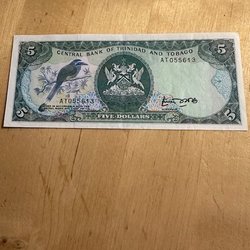 5 CENTRAL BANK OF TRINIDAD AND TOBAGO 5
AT055613
AT055613
5 FIVE DOLLARS 5